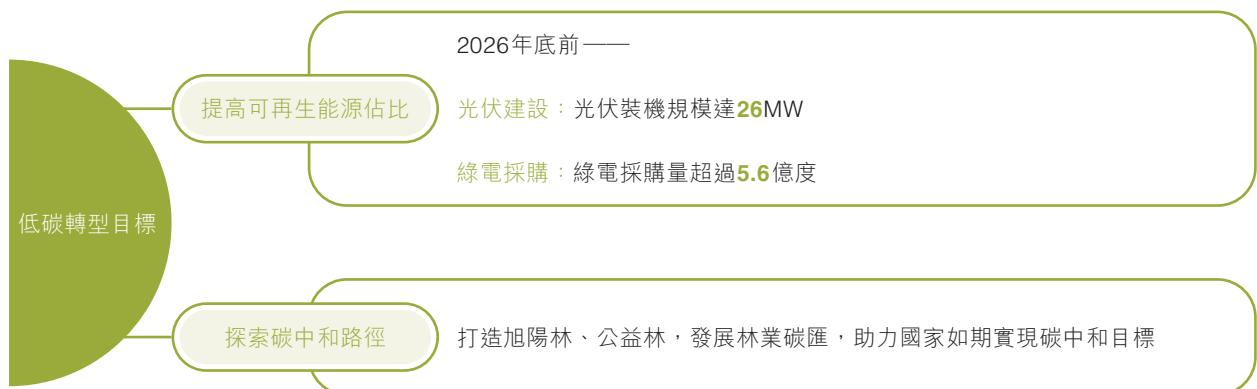 低碳轉型目標
提高可再生能源佔比
2026年底前——
光伏建設：光伏裝機規模達26MW
綠電採購：綠電採購量超過5.6億度
探索碳中和路徑
打造旭陽林、公益林，發展林業碳匯，助力國家如期實現碳中和目標